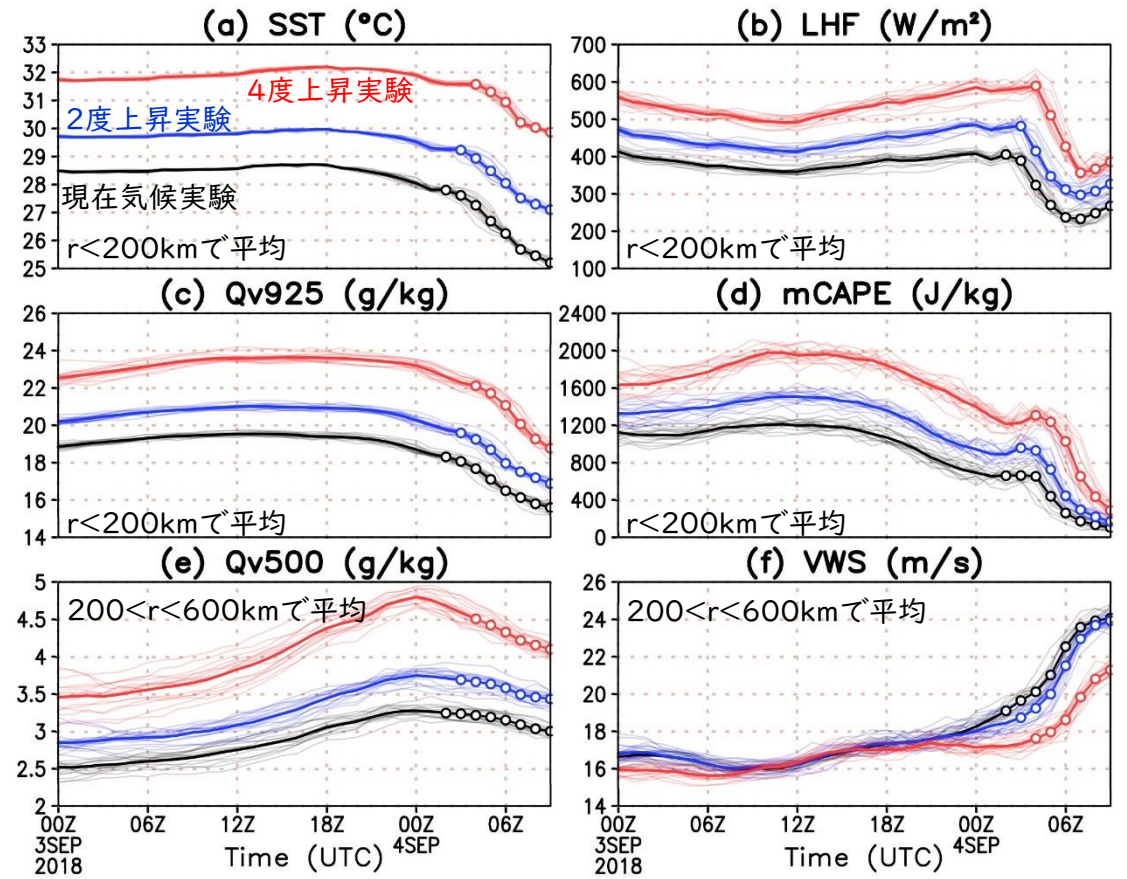 (a) SST (°C)
33
32
31
30
29
28
27
26
25
4度上昇実験
2度上昇実験
現在気候実験
r<200kmで平均
(b) LHF (W/m²)
700
600
500
400
300
200
100
r<200kmで平均
(c) Qv925 (g/kg)
26
24
22
20
18
16
14
r<200kmで平均
(d) mCAPE (J/kg)
2400
2000
1600
1200
800
400
0
r<200kmで平均
(e) Qv500 (g/kg)
5
4.5
4
3.5
3
2.5
2
200<r<600kmで平均
00Z 06Z 12Z 18Z 00Z 06Z
3SEP 4SEP
2018
Time (UTC)
(f) VWS (m/s)
26
24
22
20
18
16
14
200<r<600kmで平均
00Z 06Z 12Z 18Z 00Z 06Z
3SEP 4SEP
2018
Time (UTC)